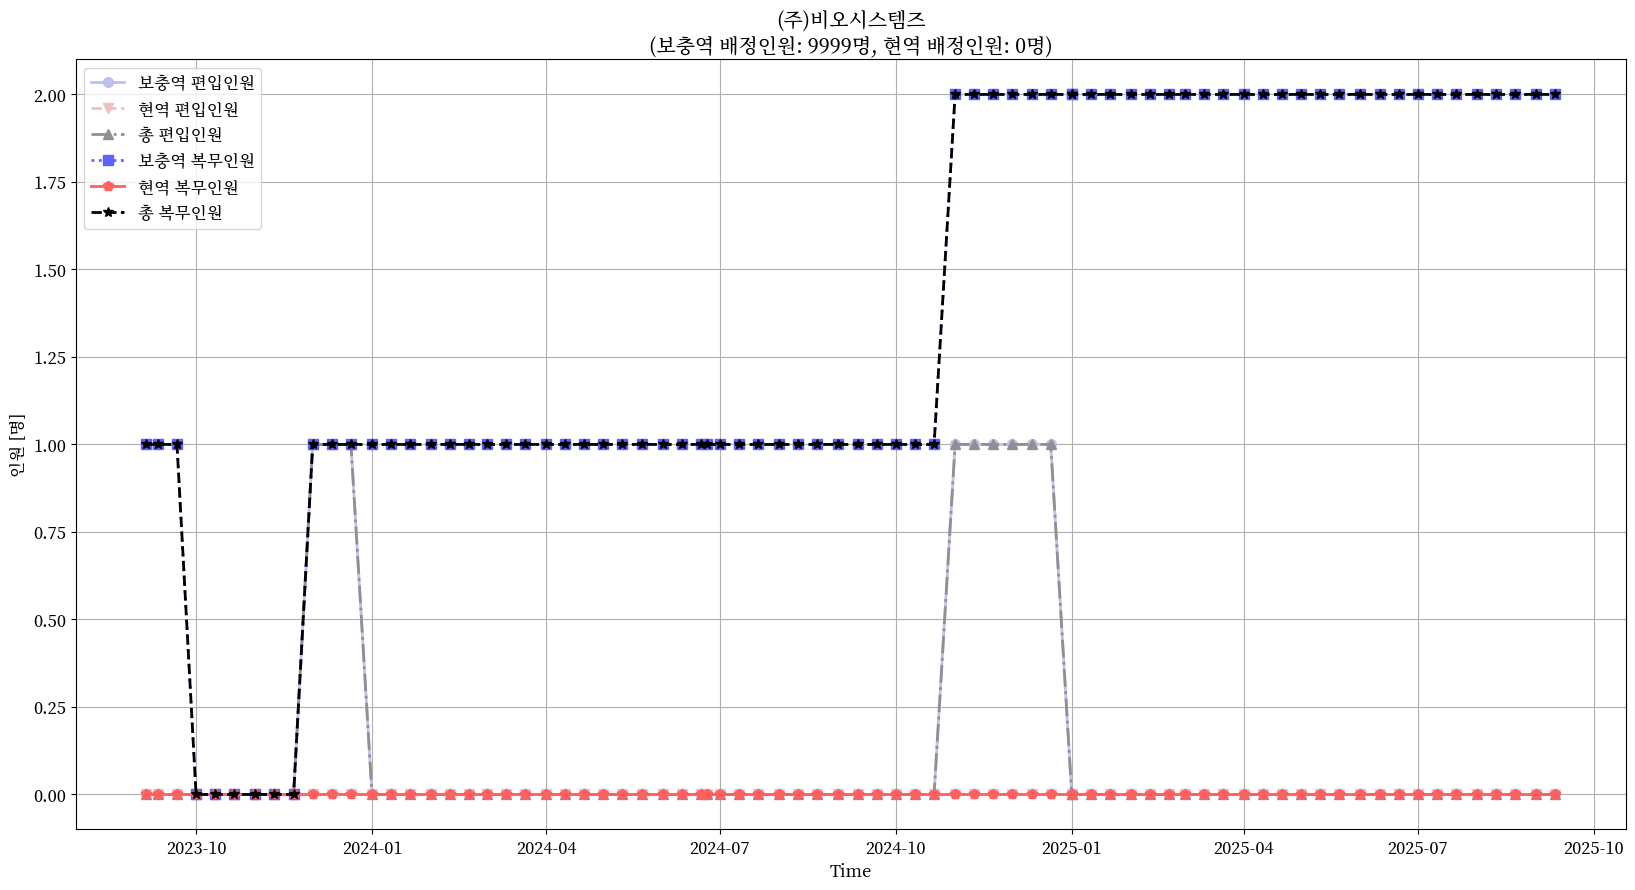 (주)비오시스템즈
(보충역 배정인원: 9999명, 현역 배정인원: 0명)
보충역 편입인원
현역 편입인원
총 편입인원
보충역 복무인원
현역 복무인원
총 복무인원
인원 [명]
2.00
1.75
1.50
1.25
1.00
0.75
0.50
0.25
0.00
2023-10
2024-01
2024-04
2024-07
2024-10
2025-01
2025-04
2025-07
2025-10
Time